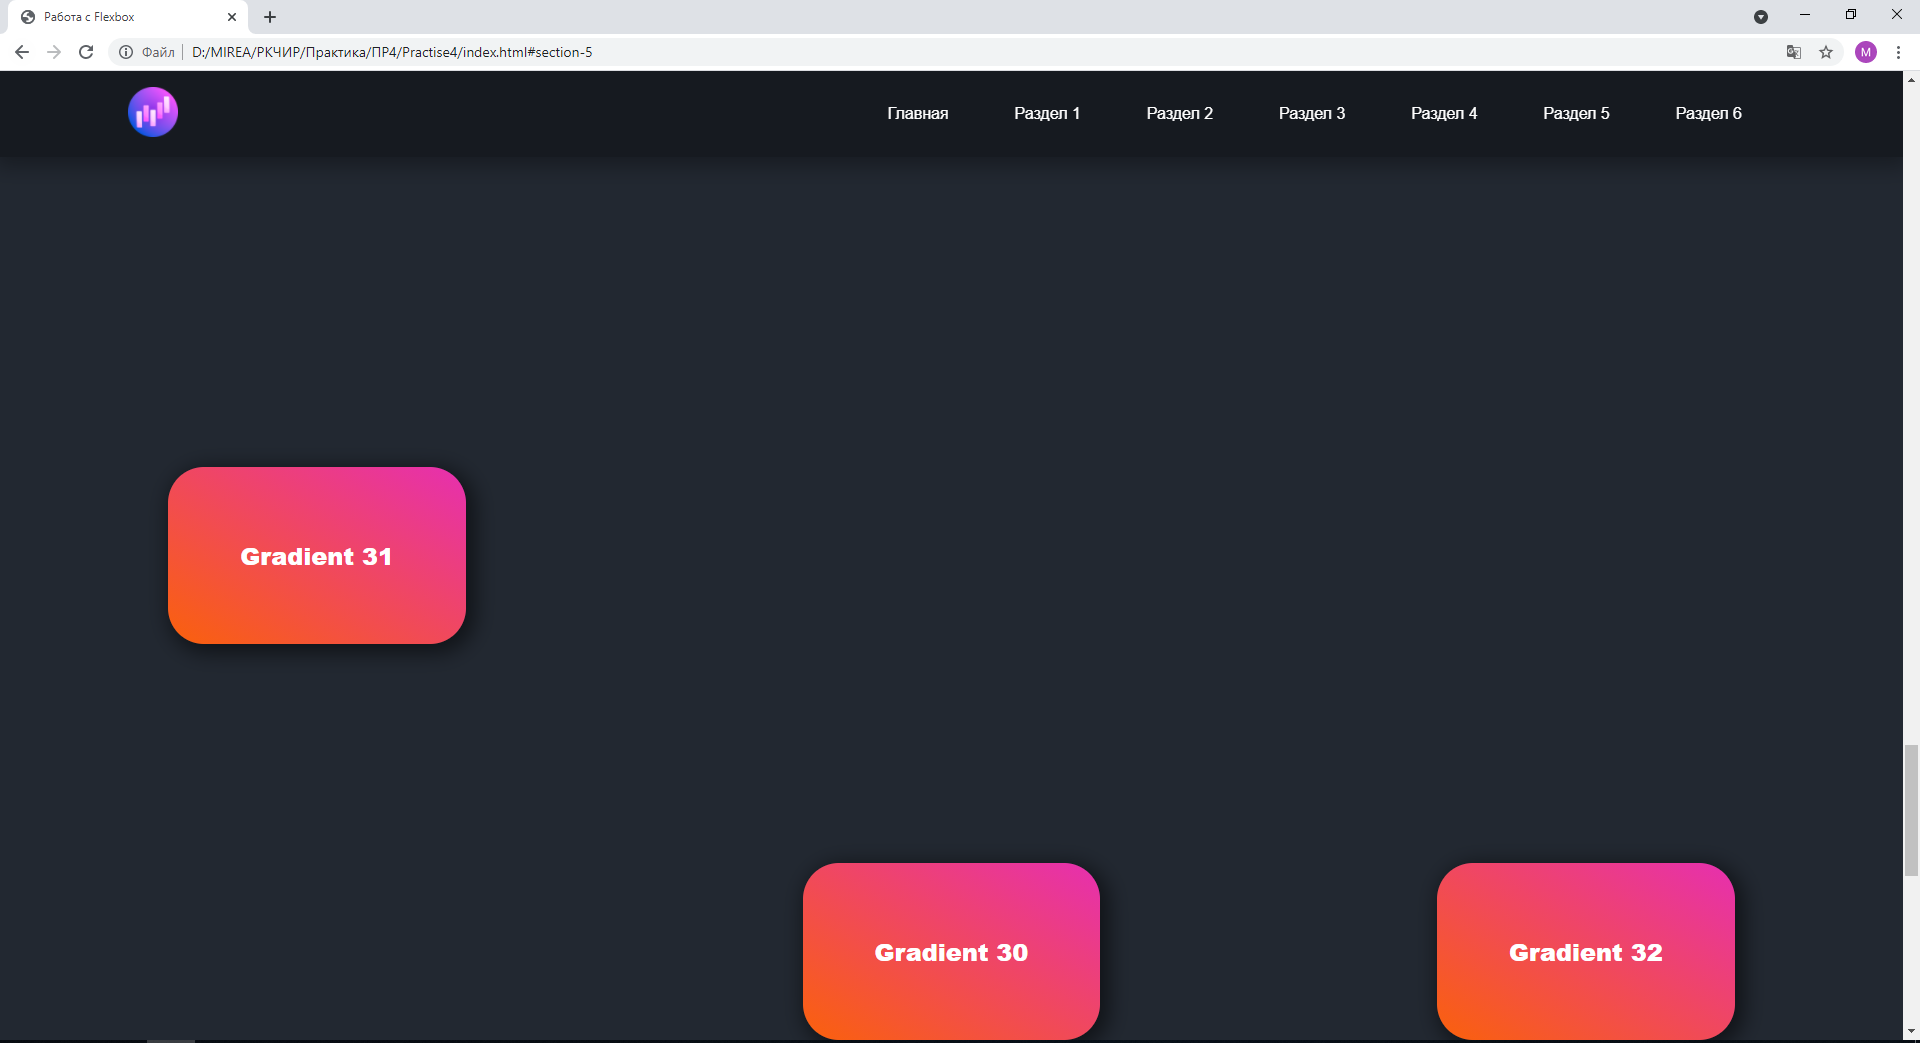 Работа с Flexbox
Файл D:/MIREA/РКЧИР/Практика/ПР4/Practise4/index.html#section-5
M
Главная Раздел 1 Раздел 2 Раздел 3 Раздел 4 Раздел 5 Раздел 6
Gradient 31
Gradient 30 Gradient 32